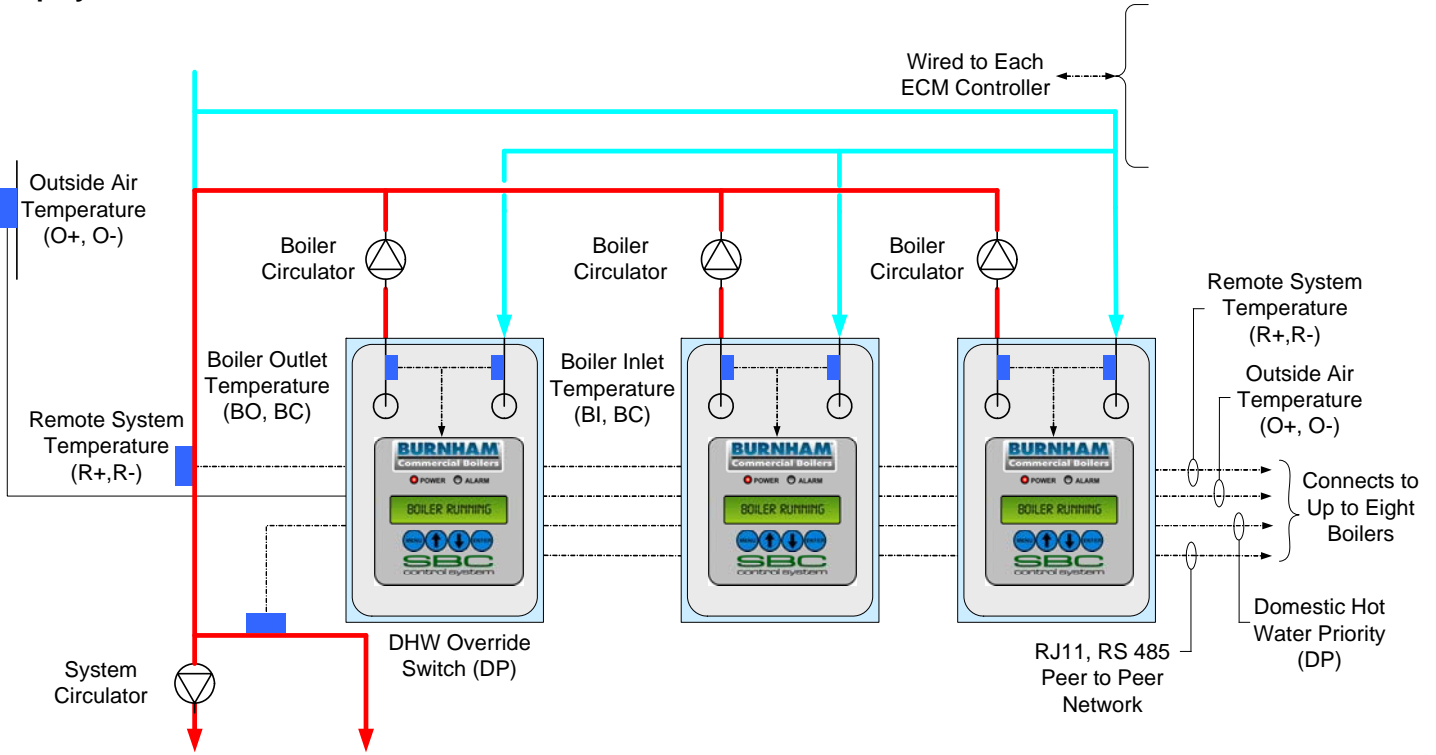 Wired to Each
ECM Controller
Outside Air
Temperature
(O+, O-)
Boiler
Circulator
Boiler
Circulator
Boiler
Circulator
Remote System
Temperature
(R+,R-)
Boiler Outlet
Temperature
(BO, BC)
Boiler Inlet
Temperature
(BI, BC)
Outside Air
Temperature
(O+, O-)
Remote System
Temperature
(R+,R-)
BURNHAM
Commercial Boilers
POWER ALARM
BOILER RUNNING
MENU ENTER
SBC
control system
BURNHAM
Commercial Boilers
POWER ALARM
BOILER RUNNING
MENU ENTER
SBC
control system
BURNHAM
Commercial Boilers
POWER ALARM
BOILER RUNNING
MENU ENTER
SBC
control system
Connects to
Up to Eight
Boilers
DHW Override
Switch (DP)
Domestic Hot
Water Priority
(DP)
RJ11, RS 485
Peer to Peer
Network
System
Circulator